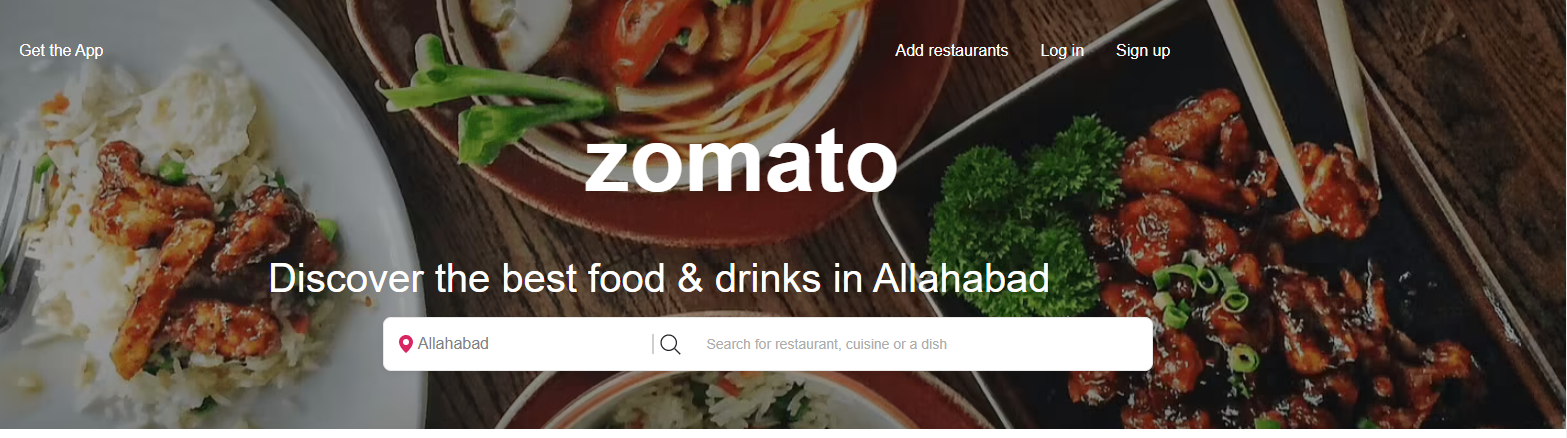 Get the App
Add restaurants
Log in
Sign up
zomato
Discover the best food & drinks in Allahabad
Allahabad
Search for restaurant, cuisine or a dish